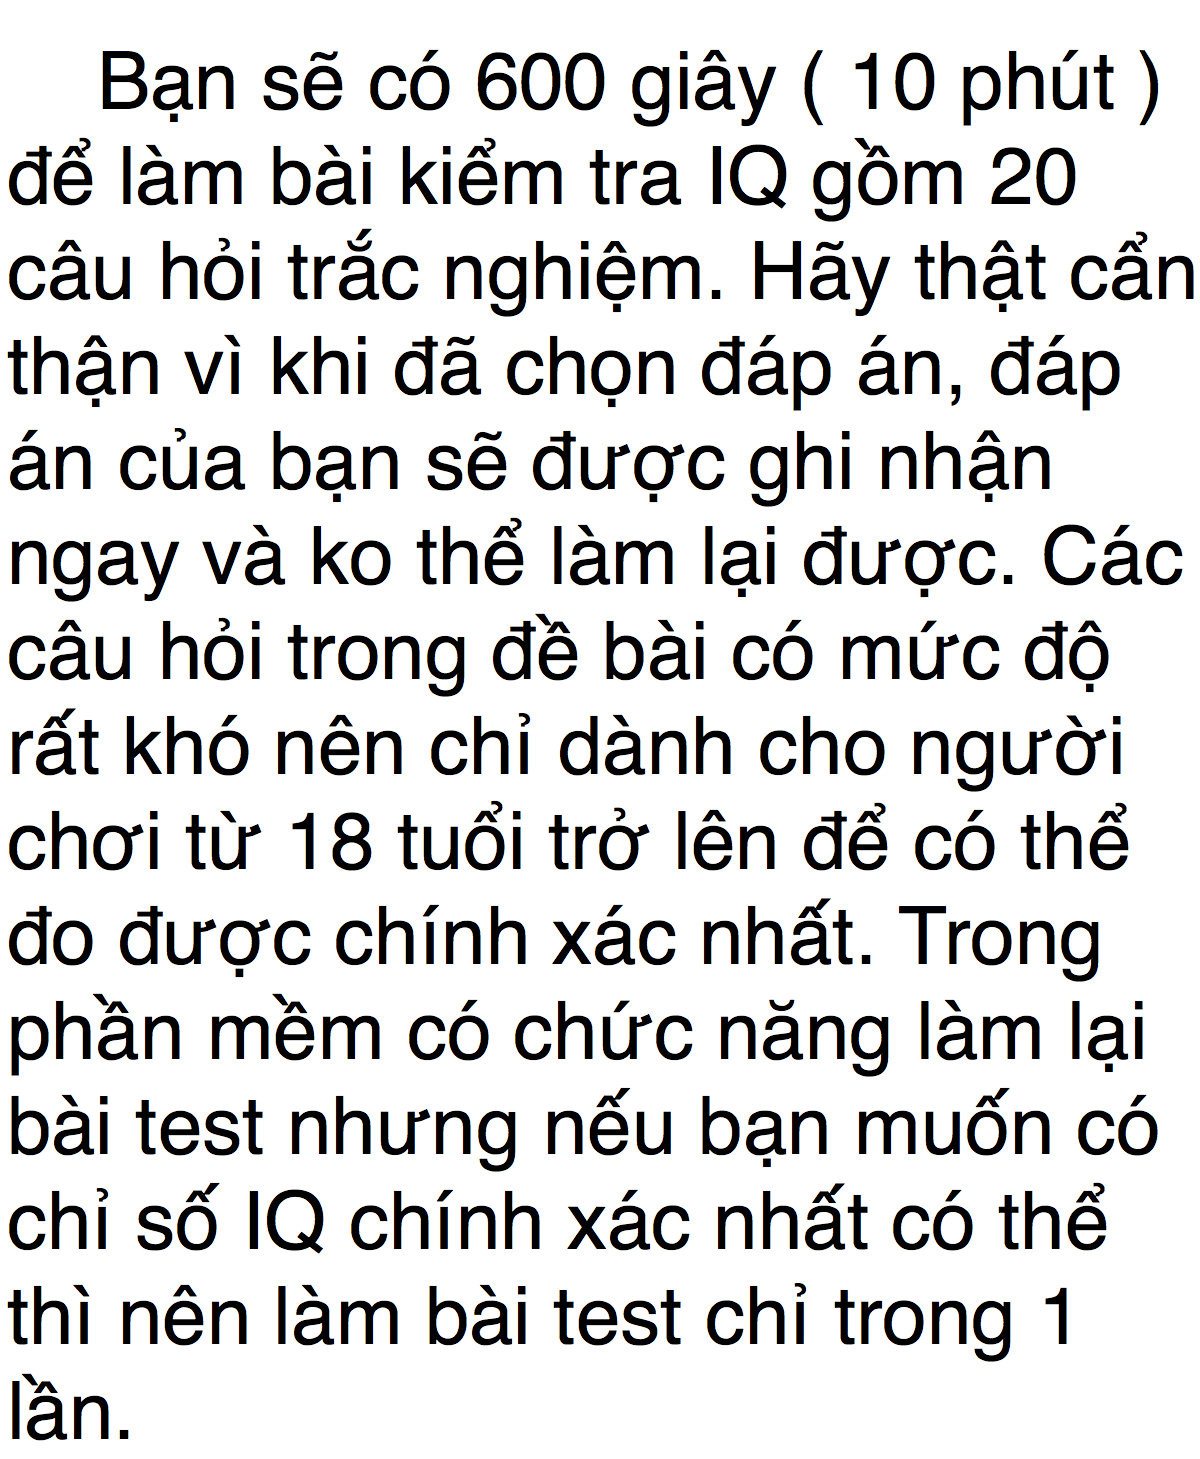 Bạn sẽ có 600 giây ( 10 phút )
để làm bài kiểm tra IQ gồm 20
câu hỏi trắc nghiệm. Hãy thật cẩn
thận vì khi đã chọn đáp án, đáp
án của bạn sẽ được ghi nhận
ngay và ko thể làm lại được. Các
câu hỏi trong đề bài có mức độ
rất khó nên chỉ dành cho người
chơi từ 18 tuổi trở lên để có thể
đo được chính xác nhất. Trong
phần mềm có chức năng làm lại
bài test nhưng nếu bạn muốn có
chỉ số IQ chính xác nhất có thể
thì nên làm bài test chỉ trong 1
lần.